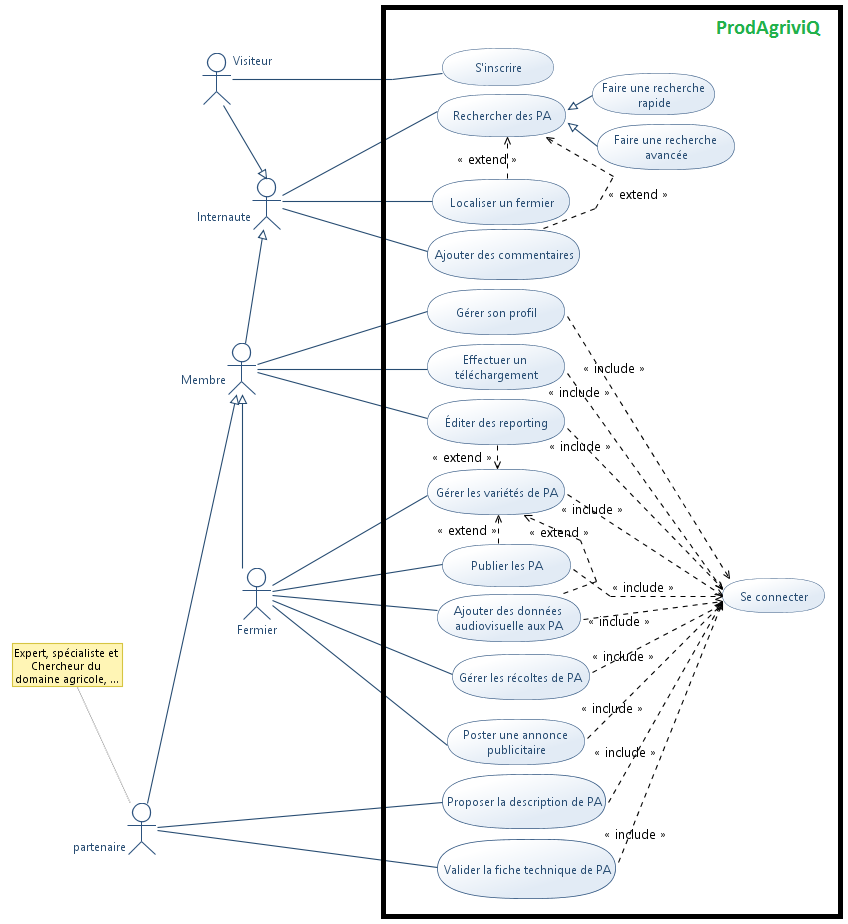 ProdAgriviQ
Visiteur
S'inscrire
Faire une recherche
rapide
Rechercher des PA
Faire une recherche
avancée
« extend »
« extend »
Internaute
Localiser un fermier
Ajouter des commentaires
Gérer son profil
Membre
Effectuer un
téléchargement
« include »
« include »
Éditer des reporting
« include »
« extend »
Gérer les variétés de PA
« include »
« extend »
« extend »
Publier les PA
« include »
Se connecter
Fermier
Ajouter des données
audiovisuelle aux PA
« include »
Expert, spécialiste et
Chercheur du
domaine agricole, ...
« include »
Gérer les récoltes de PA
« include »
Poster une annonce
publicitaire
« include »
Proposer la description de PA
« include »
partenaire
Valider la fiche technique de PA